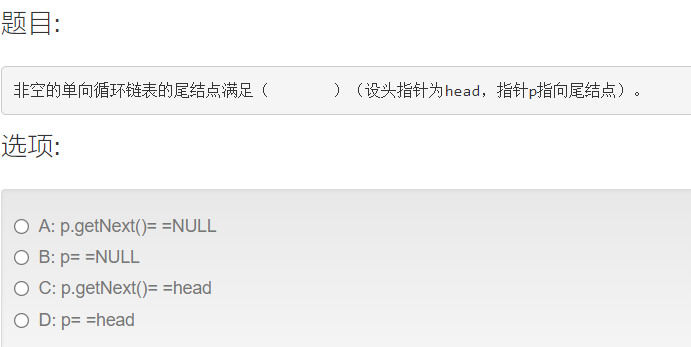 题目:
非空的单向循环链表的尾结点满足（　　　　）（设头指针为head，指针p指向尾结点）。
选项:
A: p.getNext()= =NULL
B: p= =NULL
C: p.getNext()= =head
D: p= =head